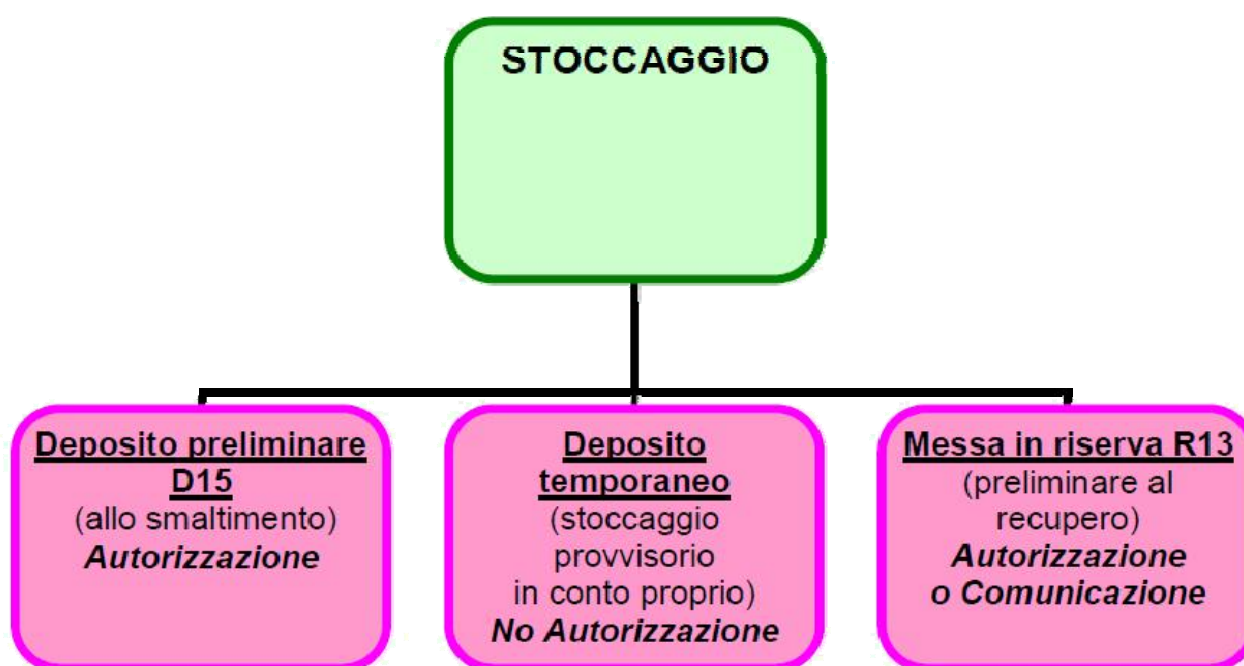 STOCCAGGIO
Deposito preliminare
D15
(allo smaltimento)
Autorizzazione
Deposito
temporaneo
(stoccaggio
provvisorio
in conto proprio)
No Autorizzazione
Messa in riserva R13
(preliminare al
recupero)
Autorizzazione
o Comunicazione